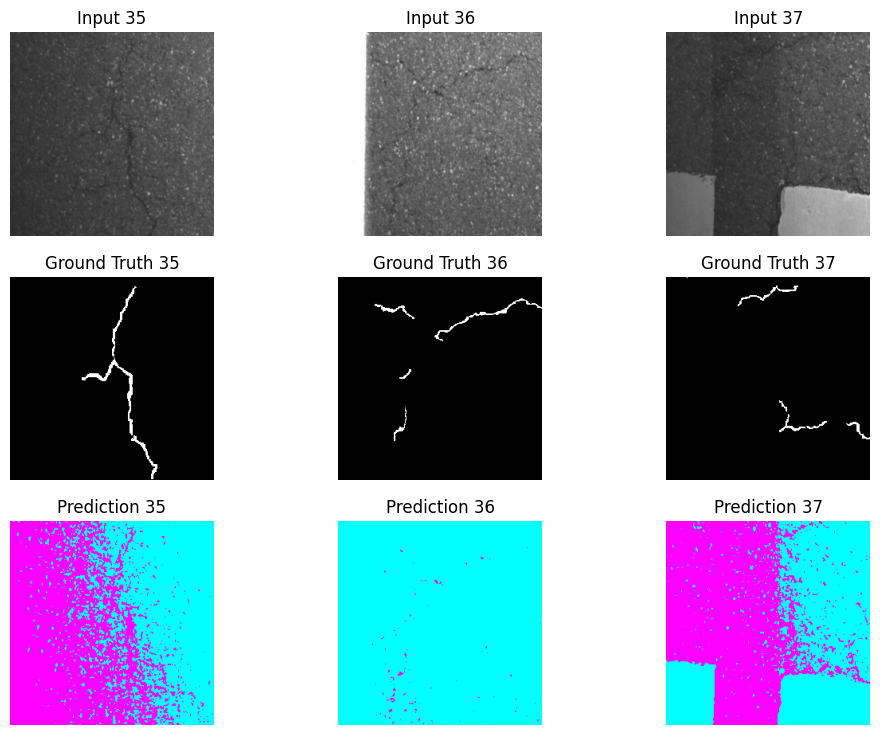 Input 35
Input 36
Input 37
Ground Truth 35
Ground Truth 36
Ground Truth 37
Prediction 35
Prediction 36
Prediction 37